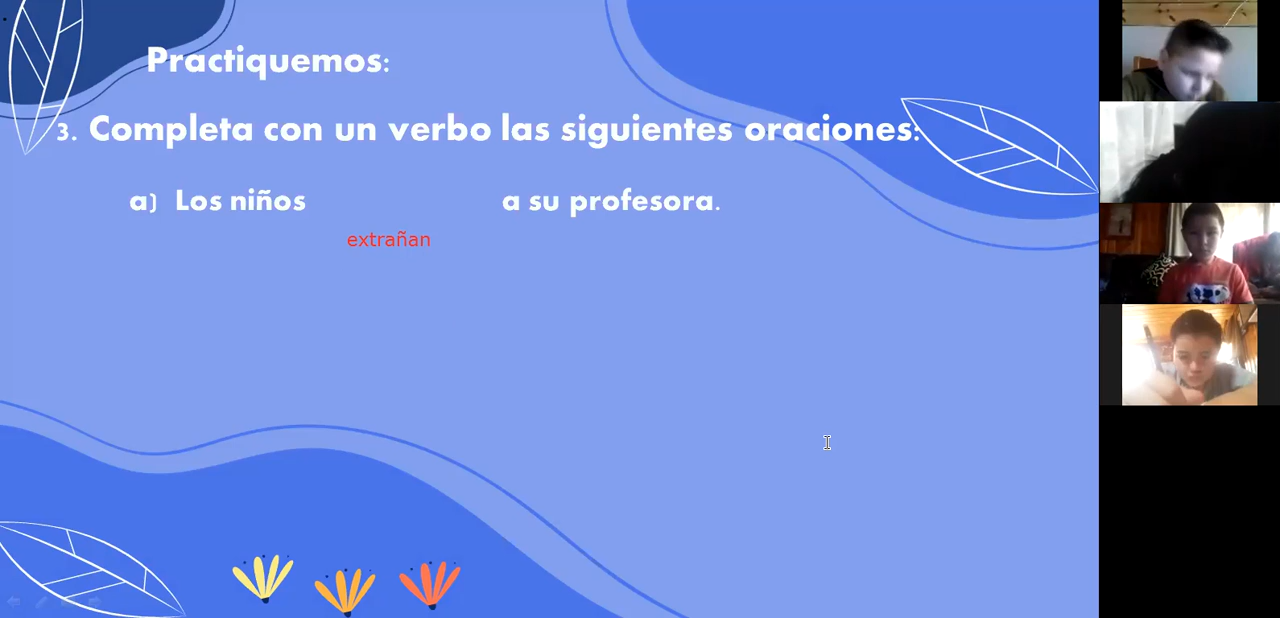 Practiquemos:
3. Completa con un verbo las siguientes oraciones:
a) Los niños a su profesora.
extrañan